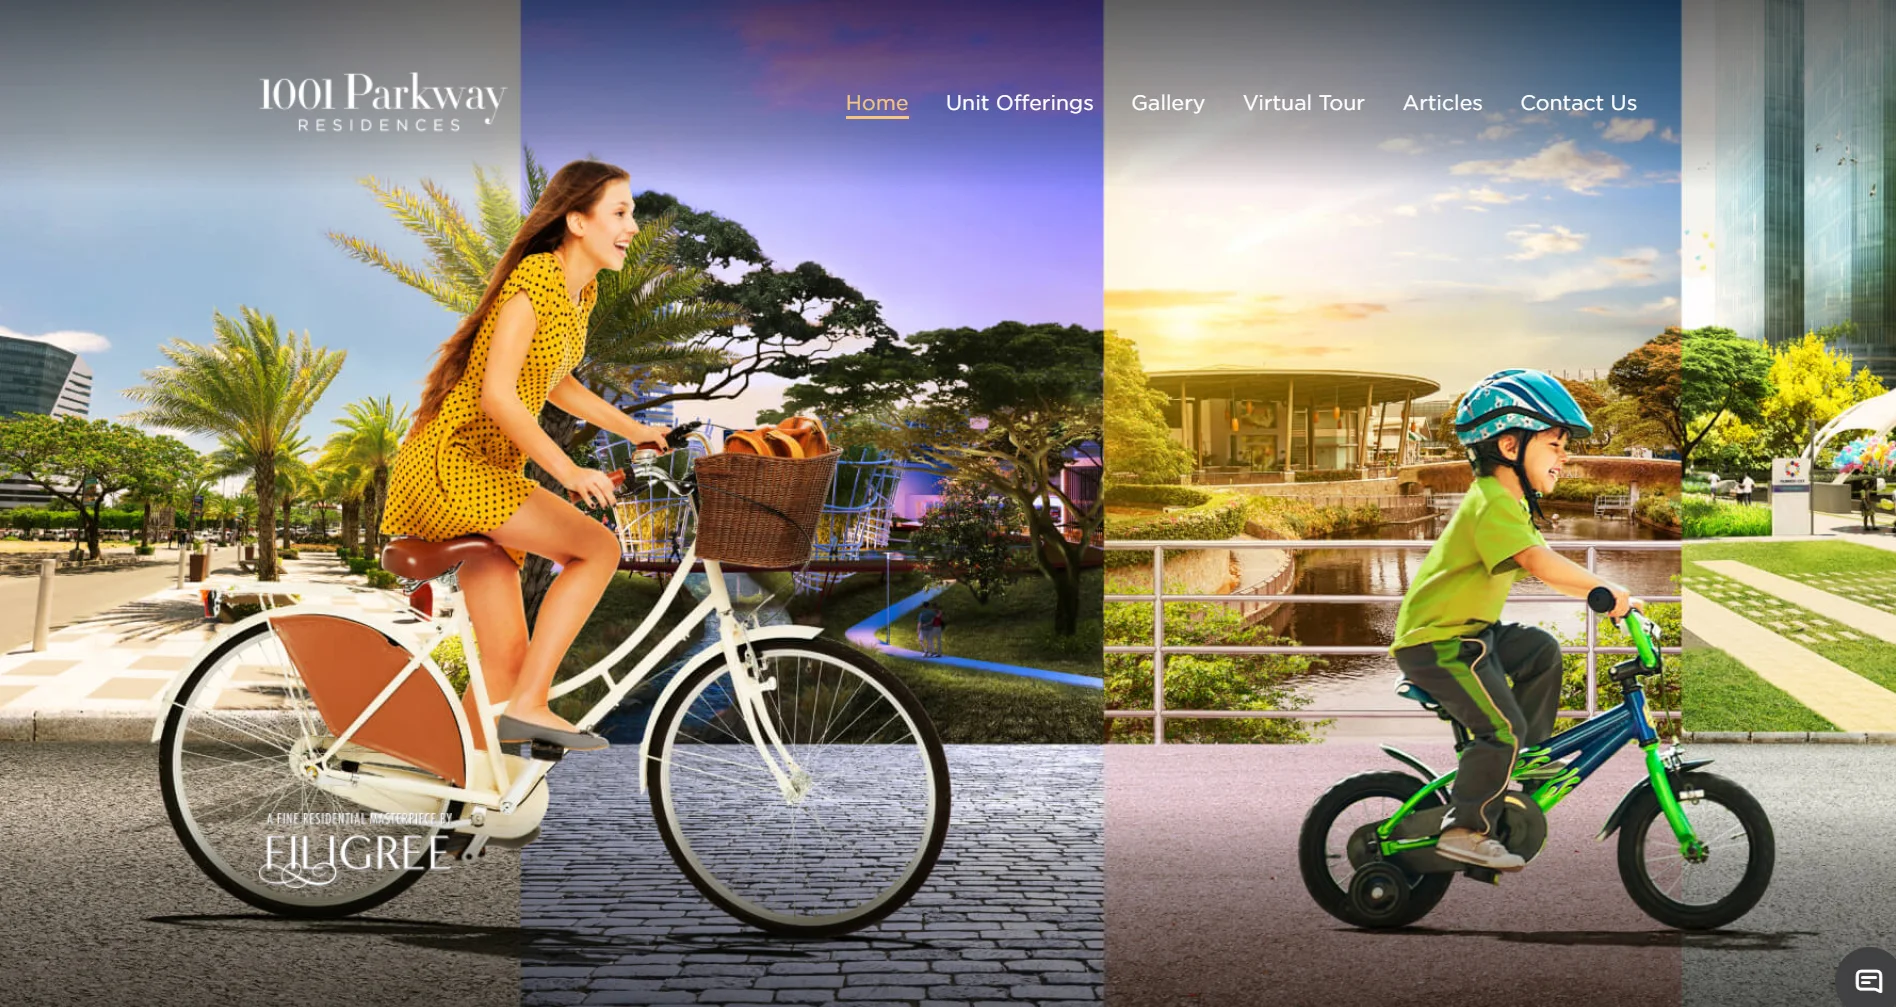 1001 Parkway
RESIDENCES
Home
Unit Offerings
Gallery
Virtual Tour
Articles
Contact Us
A FINE RESIDENTIAL MASTERPIECE BY
FILIGREE